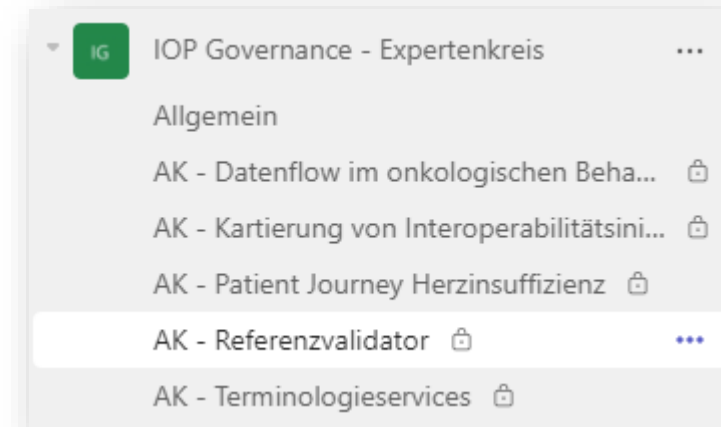 IG IOP Governance - Expertenkreis ...
Allgemein
AK - Datenflow im onkologischen Beha...
AK - Kartierung von Interoperabilitätsini...
AK - Patient Journey Herzinsuffizienz
AK - Referenzvalidator ...
AK - Terminologieservices